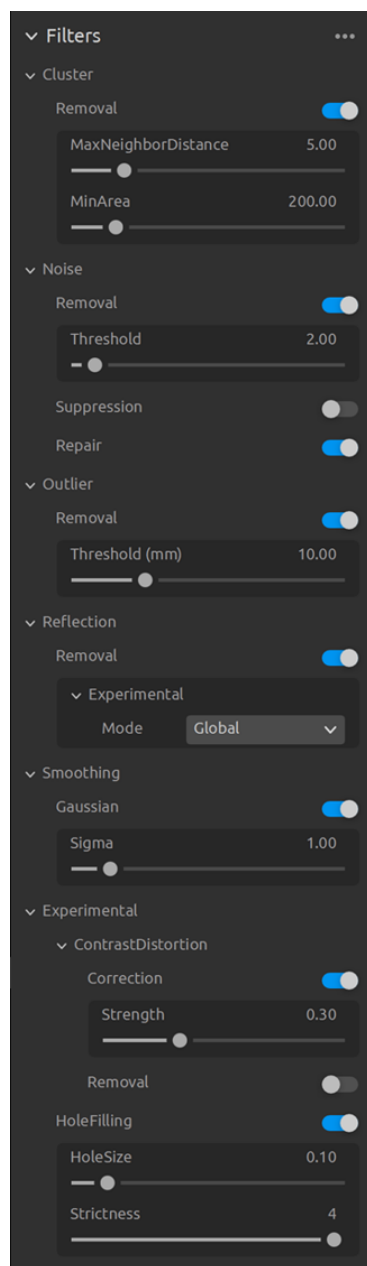 Filters
Cluster
Removal
MaxNeighborDistance 5.00
MinArea 200.00
Noise
Removal
Threshold 2.00
Suppression
Repair
Outlier
Removal
Threshold (mm) 10.00
Reflection
Removal
Experimental
Mode Global
Smoothing
Gaussian
Sigma 1.00
Experimental
ContrastDistortion
Correction
Strength 0.30
Removal
HoleFilling
HoleSize 0.10
Strictness 4